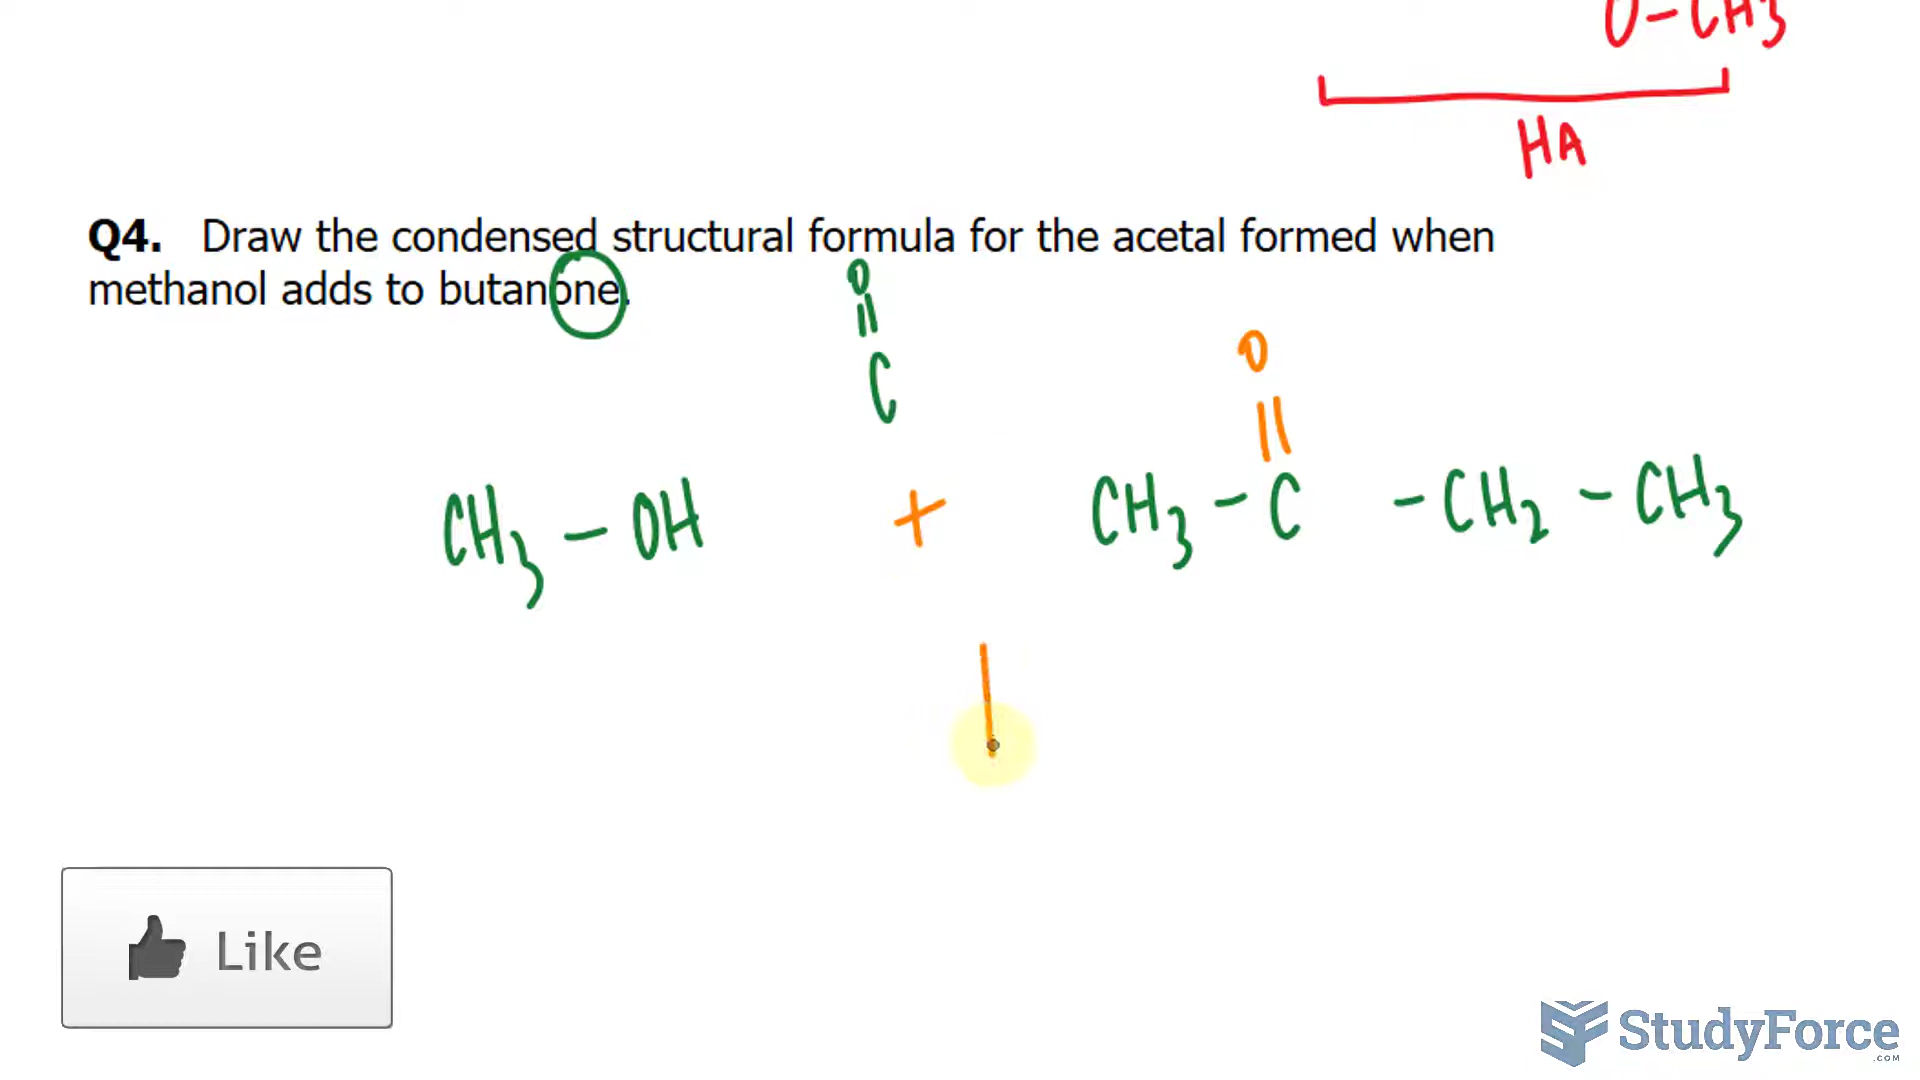 O-CH3
HA
Q4. Draw the condensed structural formula for the acetal formed when
methanol adds to butanone.
O
||
C
O
||
CH3-OH + CH3-C -CH2-CH3
Like
StudyForce
.COM